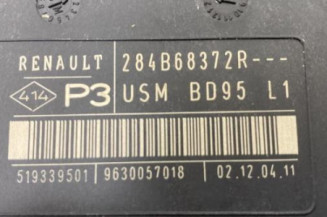 RENAULT 284B68372R---
414 P3 USM BD95 L1
519339501 9630057018 02.12.04.11